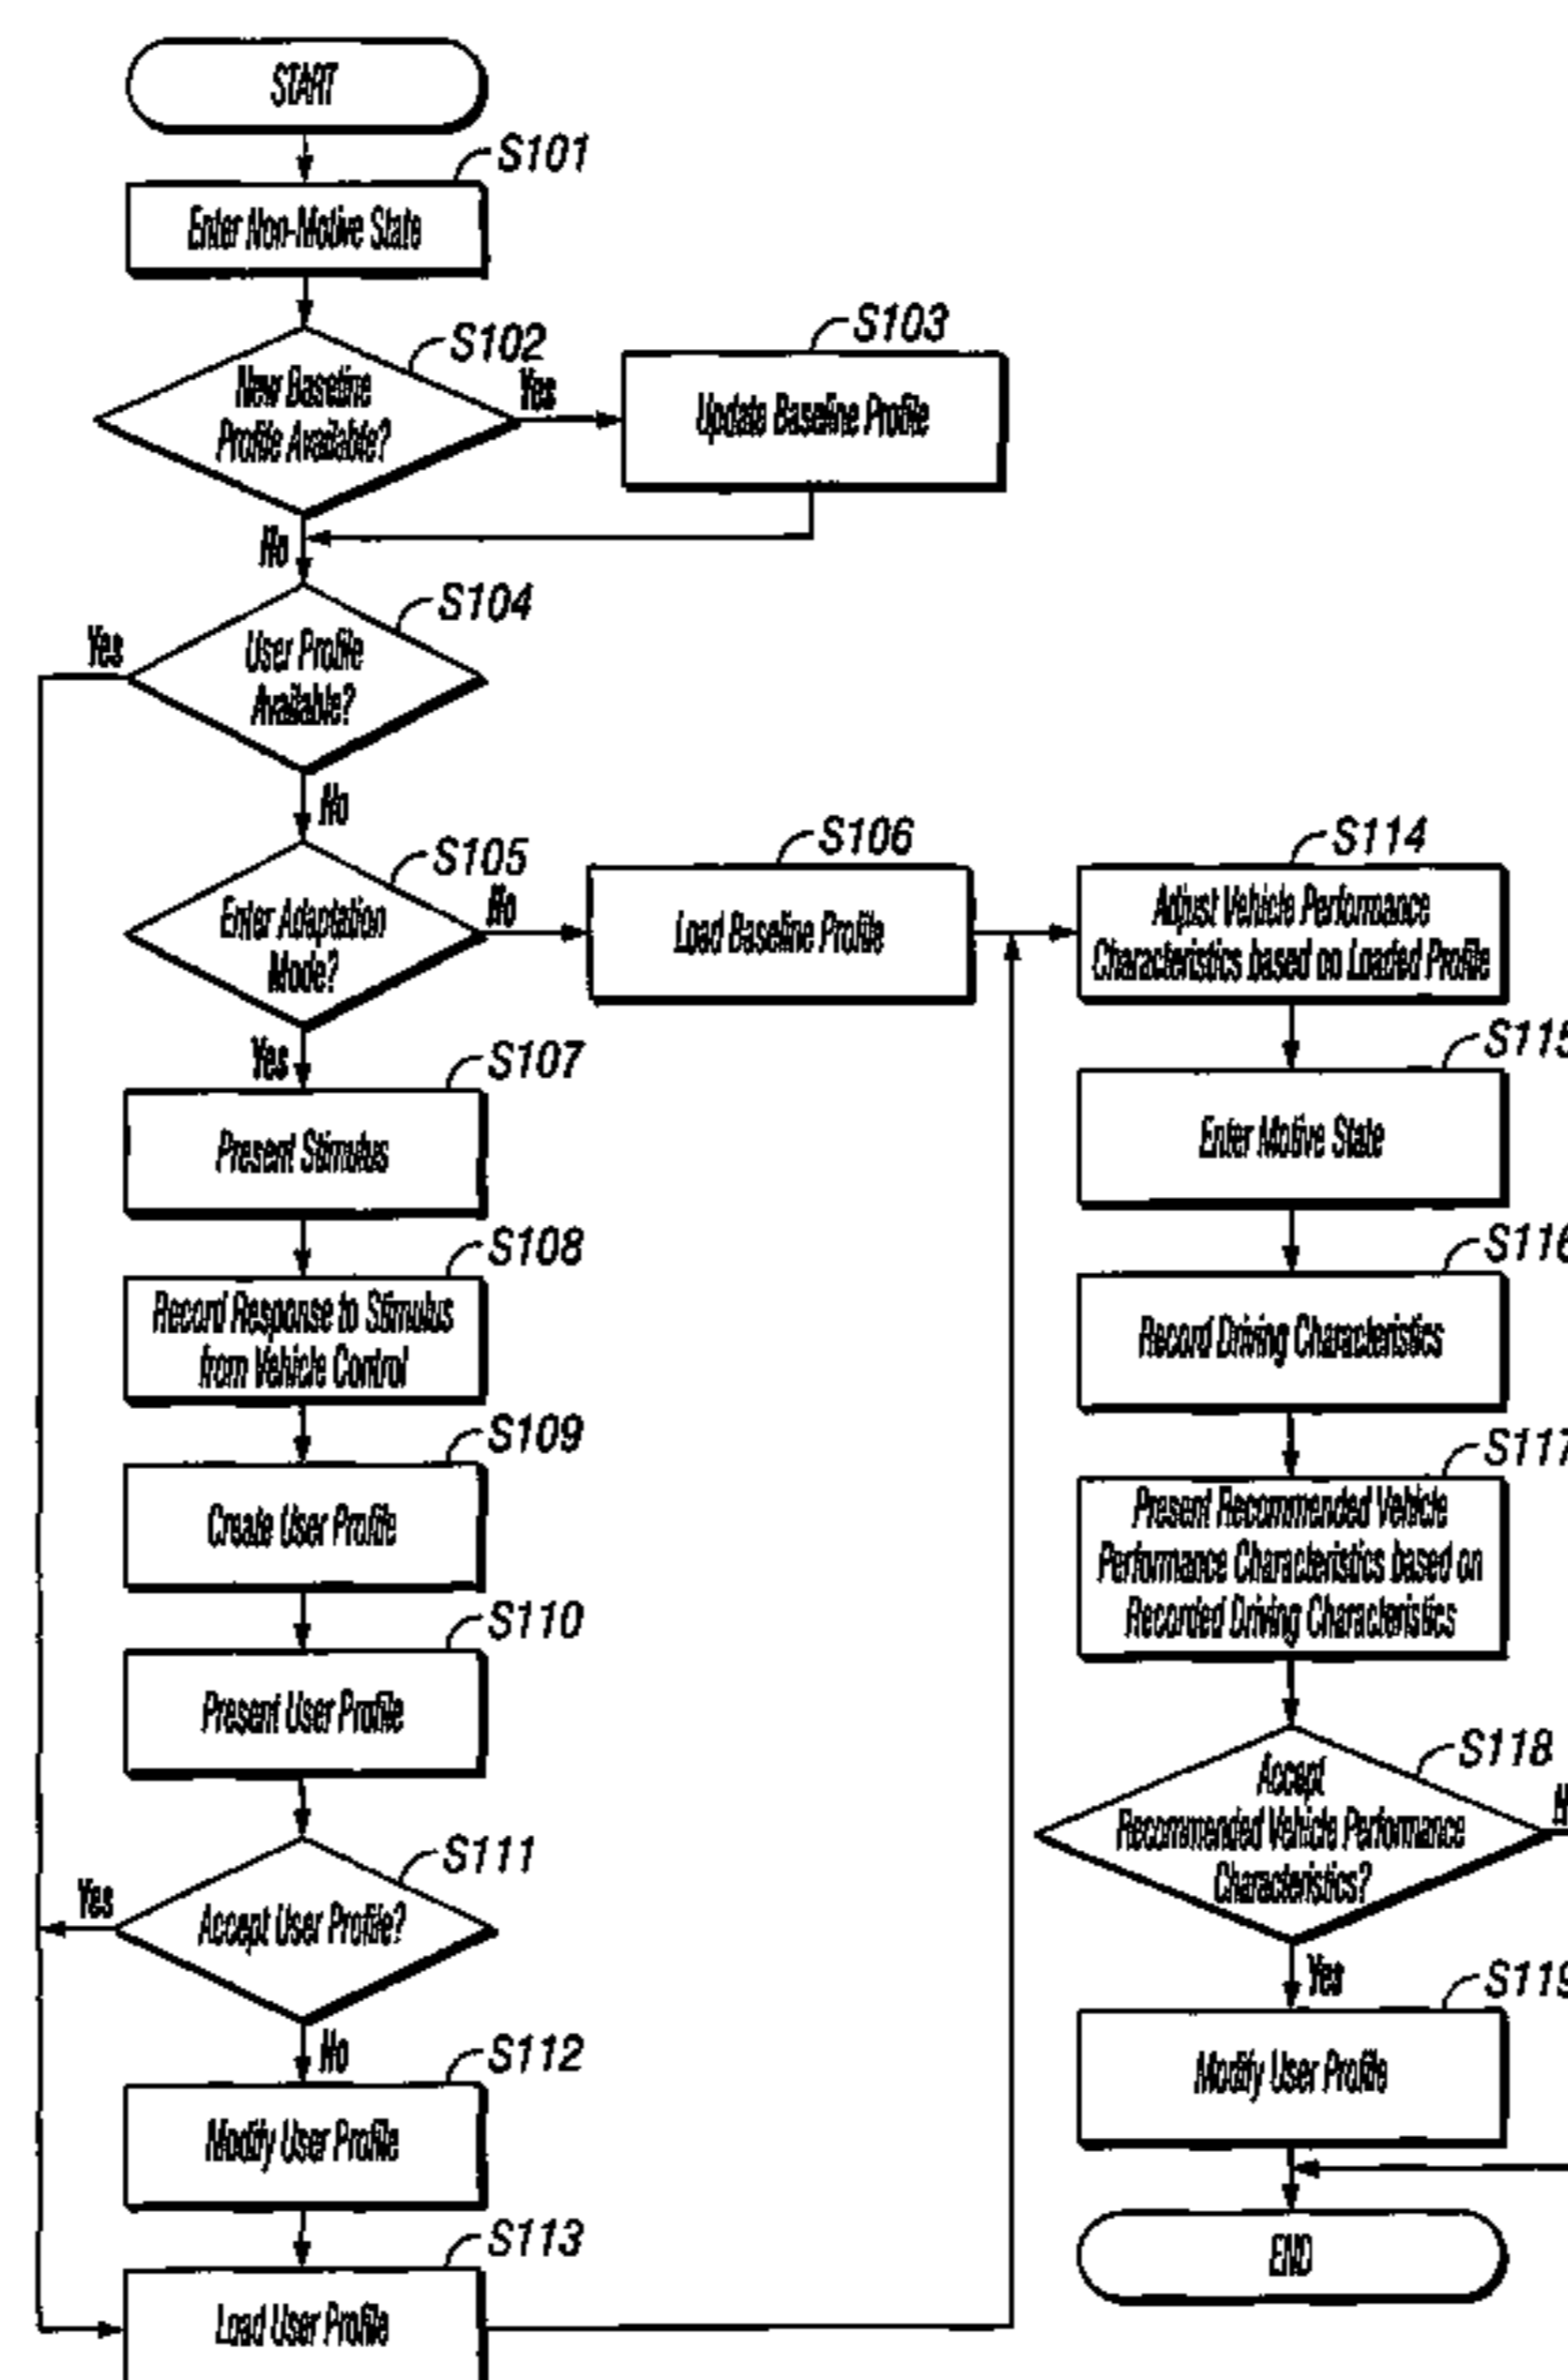 START
S101
Enter Non-Motive State
S102
New Baseline
Profile Available?
Yes
S103
Update Baseline Profile
No
S104
Yes
User Profile
Available?
No
S105
Enter Adaptation
Mode?
No
S106
Load Baseline Profile
Yes
S107
Present Stimulus
S108
Record Response to Stimulus
from Vehicle Control
S109
Create User Profile
S110
Present User Profile
S111
Yes
Accept User Profile?
No
S112
Modify User Profile
S113
Load User Profile
S114
Adjust Vehicle Performance
Characteristics based on Loaded Profile
S115
Enter Motive State
S116
Record Driving Characteristics
S117
Present Recommended Vehicle
Performance Characteristics based on
Recorded Driving Characteristics
S118
Accept
Recommended Vehicle Performance
Characteristics?
Yes
S119
Modify User Profile
END